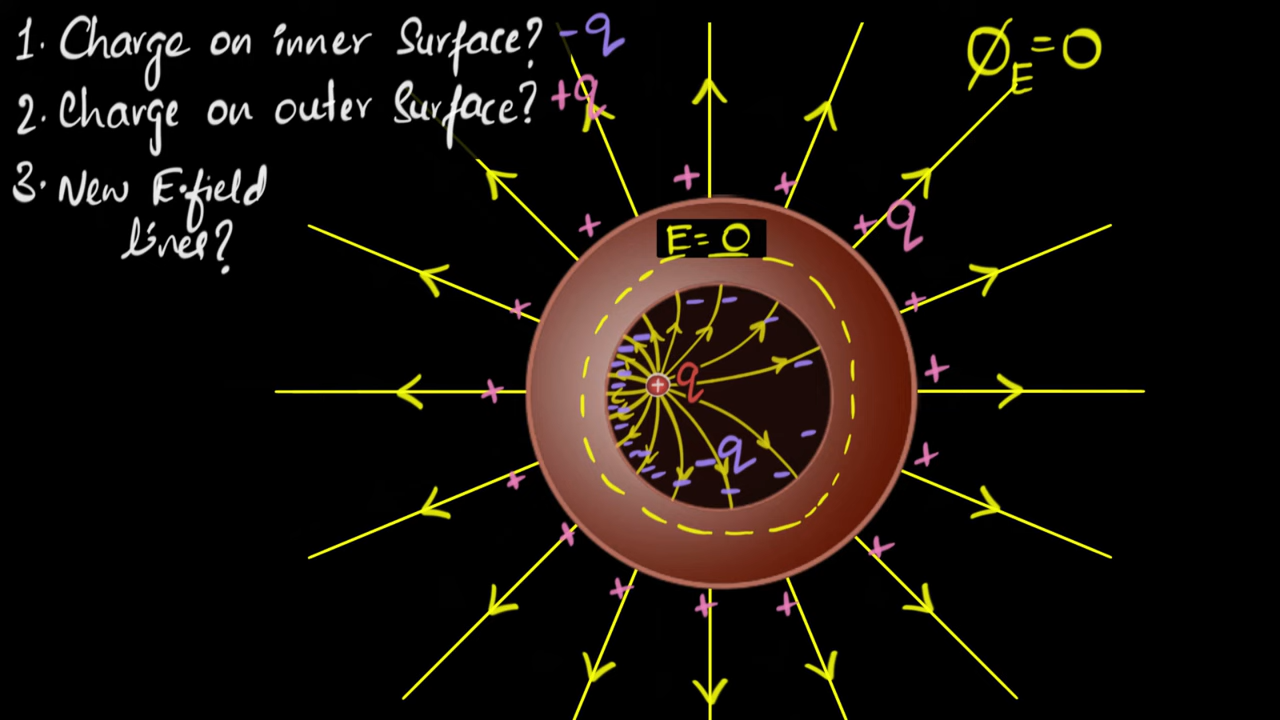 1. Charge on inner Surface? -q
2. Charge on outer Surface? +q
3. New E.field
lines?
ϕE = 0
+q
E = 0
q
-q